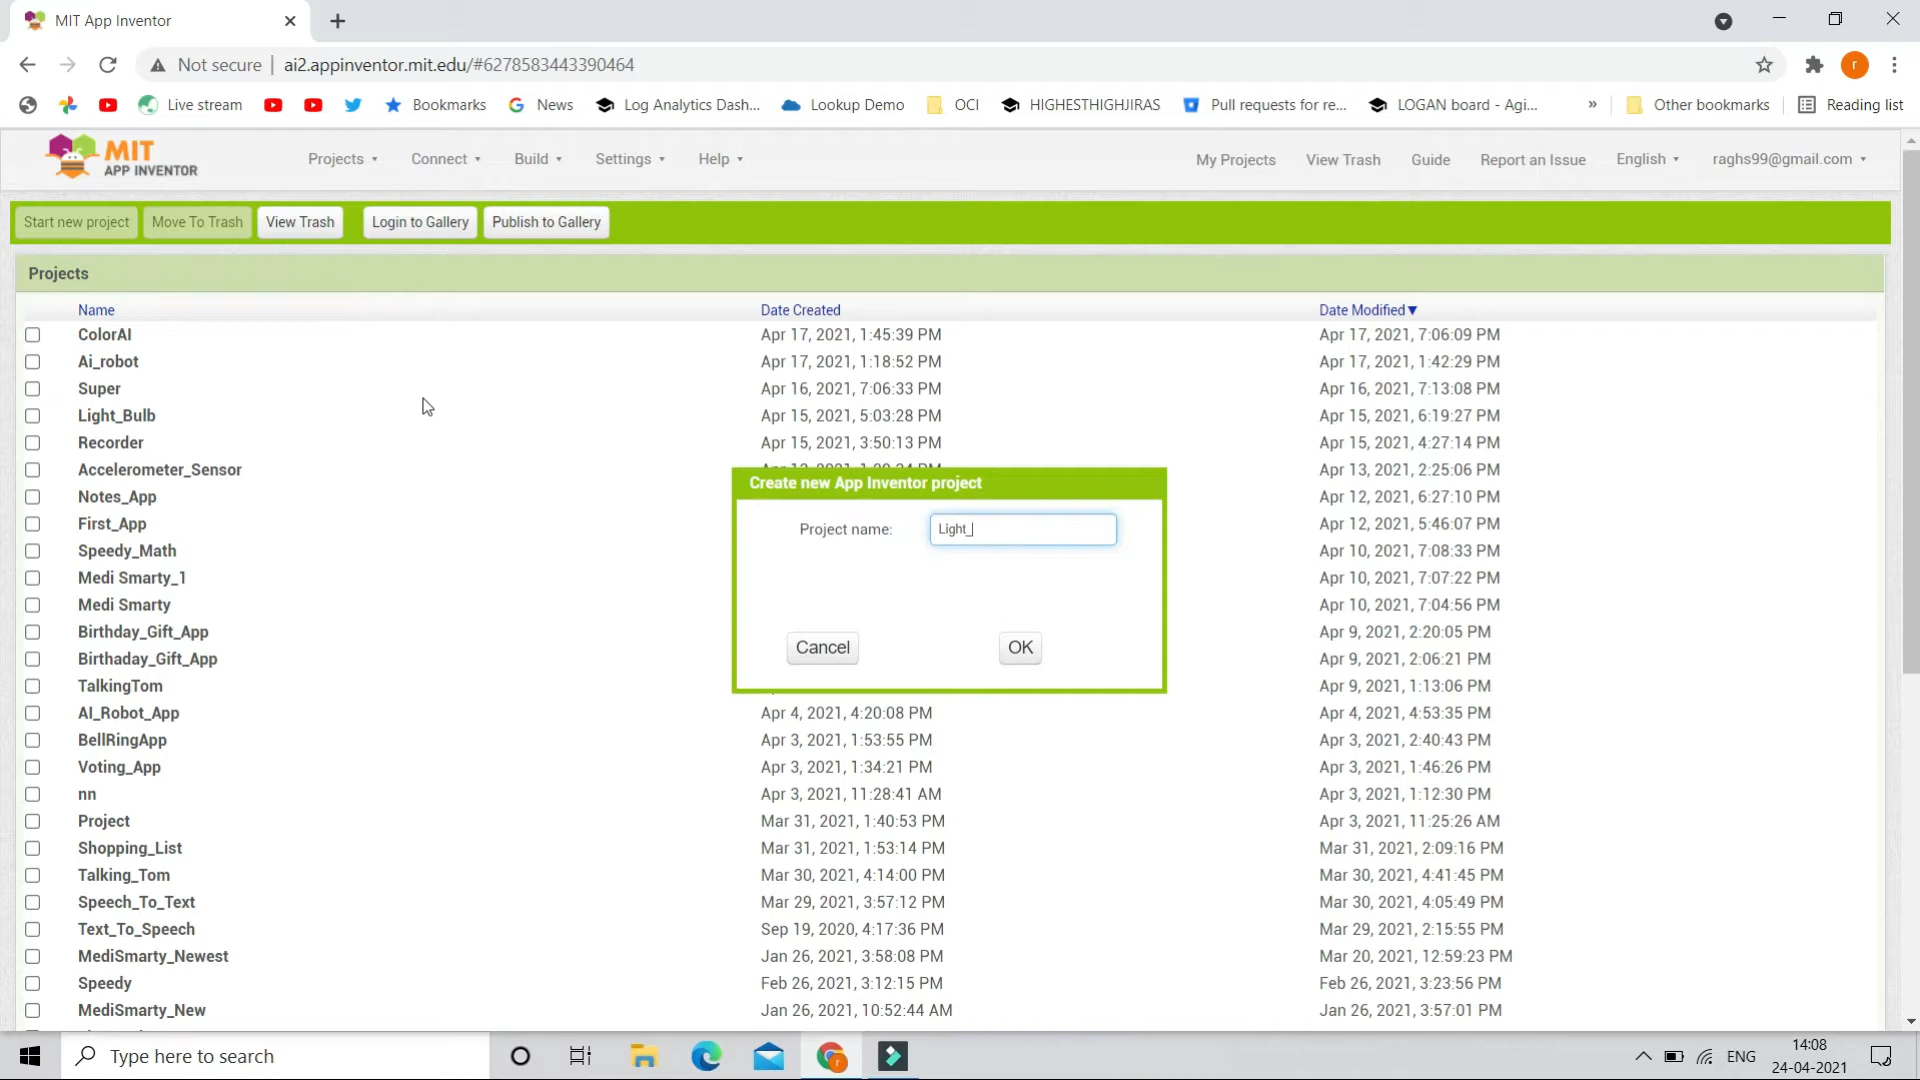 MIT App Inventor
Not secure
ai2.appinventor.mit.edu/#6278583443390464
r
Live stream
Bookmarks
News
Log Analytics Dash...
Lookup Demo
OCI
HIGHESTHIGHJIRAS
Pull requests for re...
LOGAN board - Agi...
»
Other bookmarks
Reading list
MIT
APP INVENTOR
Projects
Connect
Build
Settings
Help
My Projects
View Trash
Guide
Report an Issue
English
raghs99@gmail.com
Start new project
Move To Trash
View Trash
Login to Gallery
Publish to Gallery
Projects
Name Date Created Date Modified▼
ColorAI Apr 17, 2021, 1:45:39 PM Apr 17, 2021, 7:06:09 PM
Ai_robot Apr 17, 2021, 1:18:52 PM Apr 17, 2021, 1:42:29 PM
Super Apr 16, 2021, 7:06:33 PM Apr 16, 2021, 7:13:08 PM
Light_Bulb Apr 15, 2021, 5:03:28 PM Apr 15, 2021, 6:19:27 PM
Recorder Apr 15, 2021, 3:50:13 PM Apr 15, 2021, 4:27:14 PM
Accelerometer_Sensor Apr 13, 2021, 2:25:06 PM
Notes_App Apr 12, 2021, 6:27:10 PM
First_App Apr 12, 2021, 5:46:07 PM
Speedy_Math Apr 10, 2021, 7:08:33 PM
Medi Smarty_1 Apr 10, 2021, 7:07:22 PM
Medi Smarty Apr 10, 2021, 7:04:56 PM
Birthday_Gift_App Apr 9, 2021, 2:20:05 PM
Birthaday_Gift_App Apr 9, 2021, 2:06:21 PM
TalkingTom Apr 9, 2021, 1:13:06 PM
AI_Robot_App Apr 4, 2021, 4:20:08 PM Apr 4, 2021, 4:53:35 PM
BellRingApp Apr 3, 2021, 1:53:55 PM Apr 3, 2021, 2:40:43 PM
Voting_App Apr 3, 2021, 1:34:21 PM Apr 3, 2021, 1:46:26 PM
nn Apr 3, 2021, 11:28:41 AM Apr 3, 2021, 1:12:30 PM
Project Mar 31, 2021, 1:40:53 PM Apr 3, 2021, 11:25:26 AM
Shopping_List Mar 31, 2021, 1:53:14 PM Mar 31, 2021, 2:09:16 PM
Talking_Tom Mar 30, 2021, 4:14:00 PM Mar 30, 2021, 4:41:45 PM
Speech_To_Text Mar 29, 2021, 3:57:12 PM Mar 30, 2021, 4:05:49 PM
Text_To_Speech Sep 19, 2020, 4:17:36 PM Mar 29, 2021, 2:15:55 PM
MediSmarty_Newest Jan 26, 2021, 3:58:08 PM Mar 20, 2021, 12:59:23 PM
Speedy Feb 26, 2021, 3:12:15 PM Feb 26, 2021, 3:23:56 PM
MediSmarty_New Jan 26, 2021, 10:52:44 AM Jan 26, 2021, 3:57:01 PM
Create new App Inventor project
Project name: Light_
Cancel
OK
Type here to search
ENG
14:08
24-04-2021